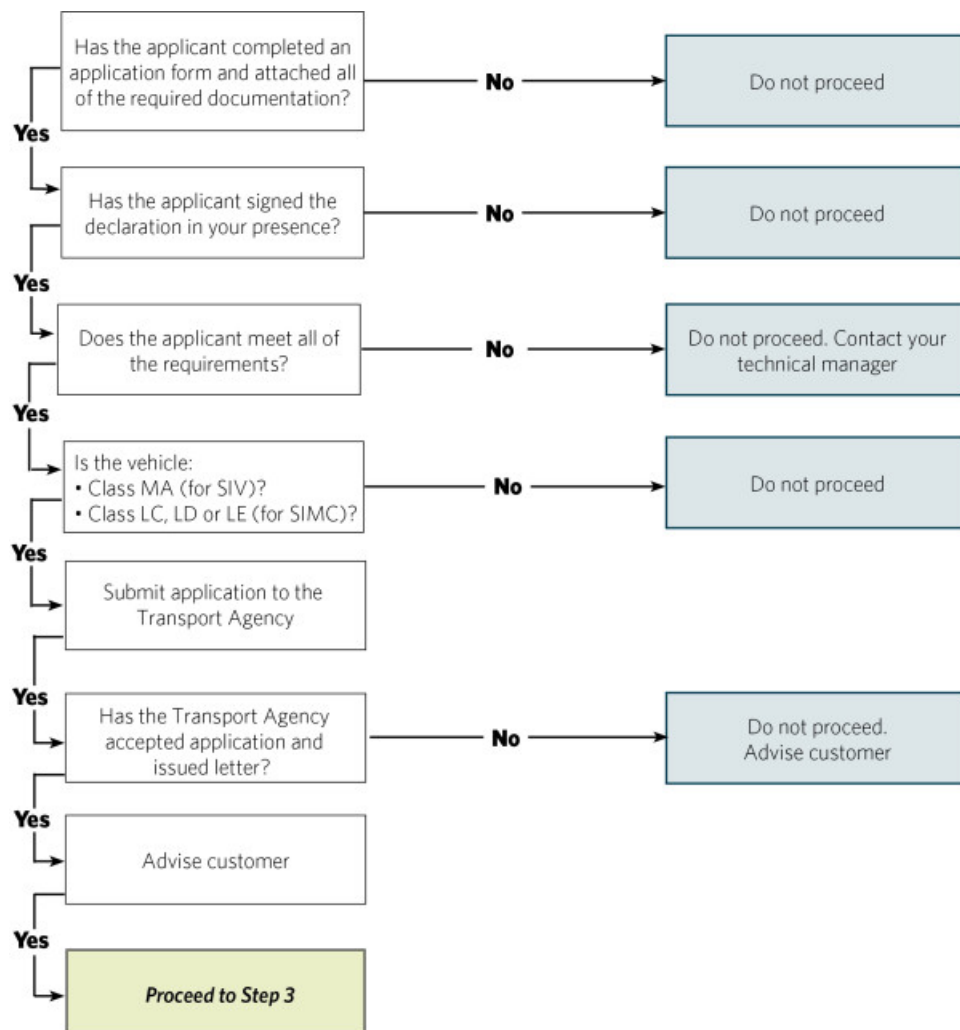 Has the applicant completed an
application form and attached all
of the required documentation?
No
Do not proceed
Yes
Has the applicant signed the
declaration in your presence?
No
Do not proceed
Yes
Does the applicant meet all of
the requirements?
No
Do not proceed. Contact your
technical manager
Yes
Is the vehicle:
• Class MA (for SIV)?
• Class LC, LD or LE (for SIMC)?
No
Do not proceed
Yes
Submit application to the
Transport Agency
Yes
Has the Transport Agency
accepted application and
issued letter?
No
Do not proceed.
Advise customer
Yes
Advise customer
Yes
Proceed to Step 3